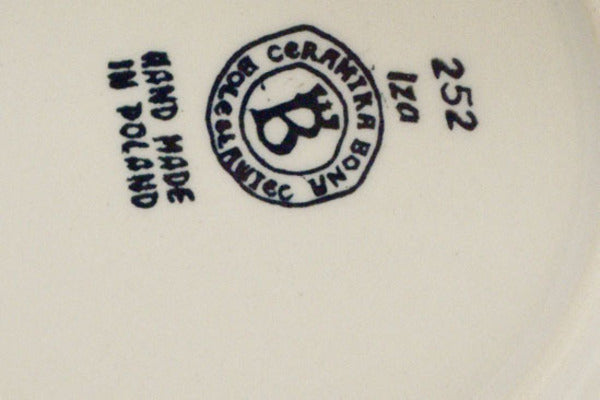 252
Iza
CERAMIKA BONA
BOLESŁAWIEC
B
HAND MADE
IN POLAND